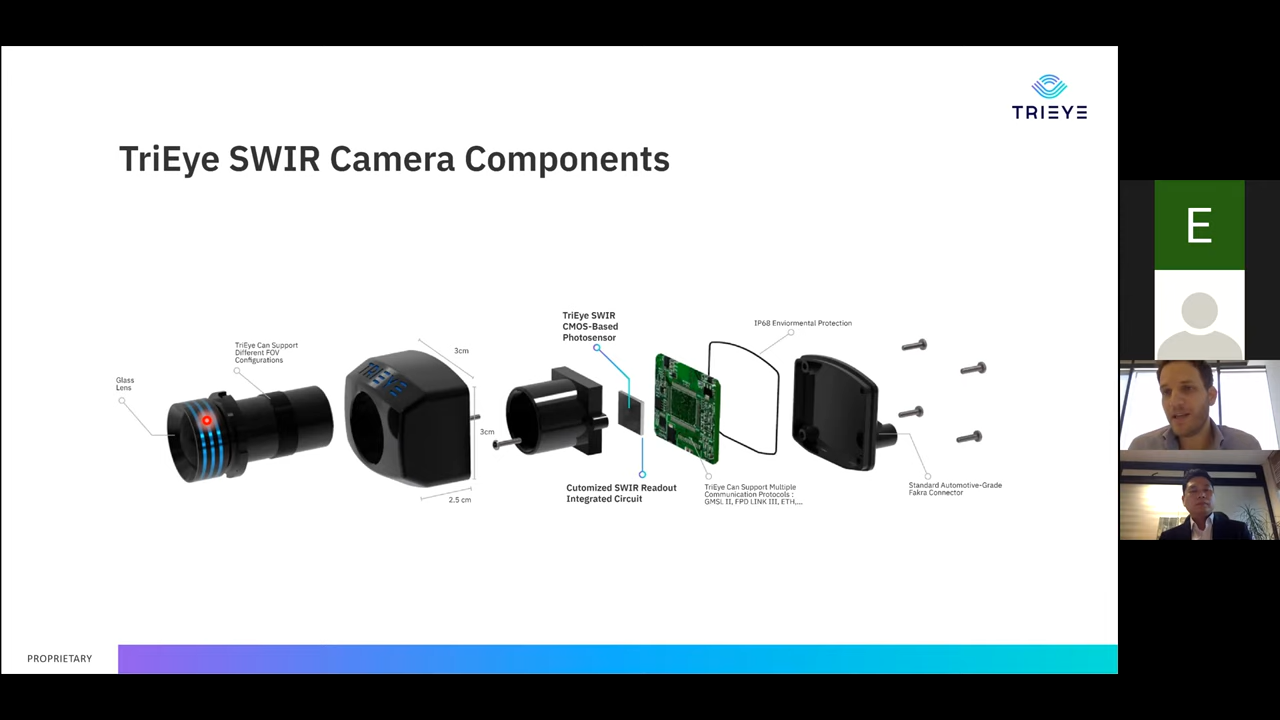 TRIEYE
TriEye SWIR Camera Components
TriEye SWIR
CMOS-Based
Photosensor
IP68 Enviormental Protection
TriEye Can Support
Different FOV
Configurations
3cm
Glass
Lens
TRIEYE
3cm
2.5 cm
Cutomized SWIR Readout
Integrated Circuit
TriEye Can Support Multiple
Communication Protocols :
GMSL II, FPD LINK III, ETH,...
Standard Automotive-Grade
Fakra Connector
PROPRIETARY
E